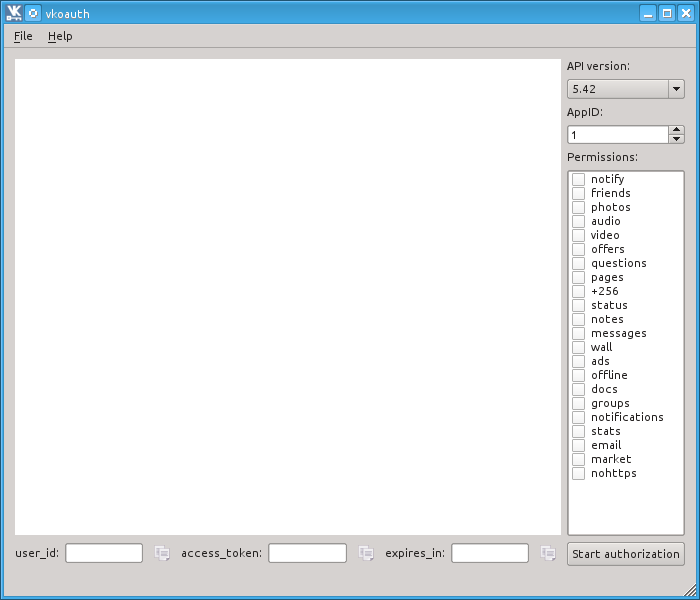 VK
vkoauth
File Help
API version:
5.42
AppID:
1
Permissions:
notify
friends
photos
audio
video
offers
questions
pages
+256
status
notes
messages
wall
ads
offline
docs
groups
notifications
stats
email
market
nohttps
user_id: access_token: expires_in: Start authorization